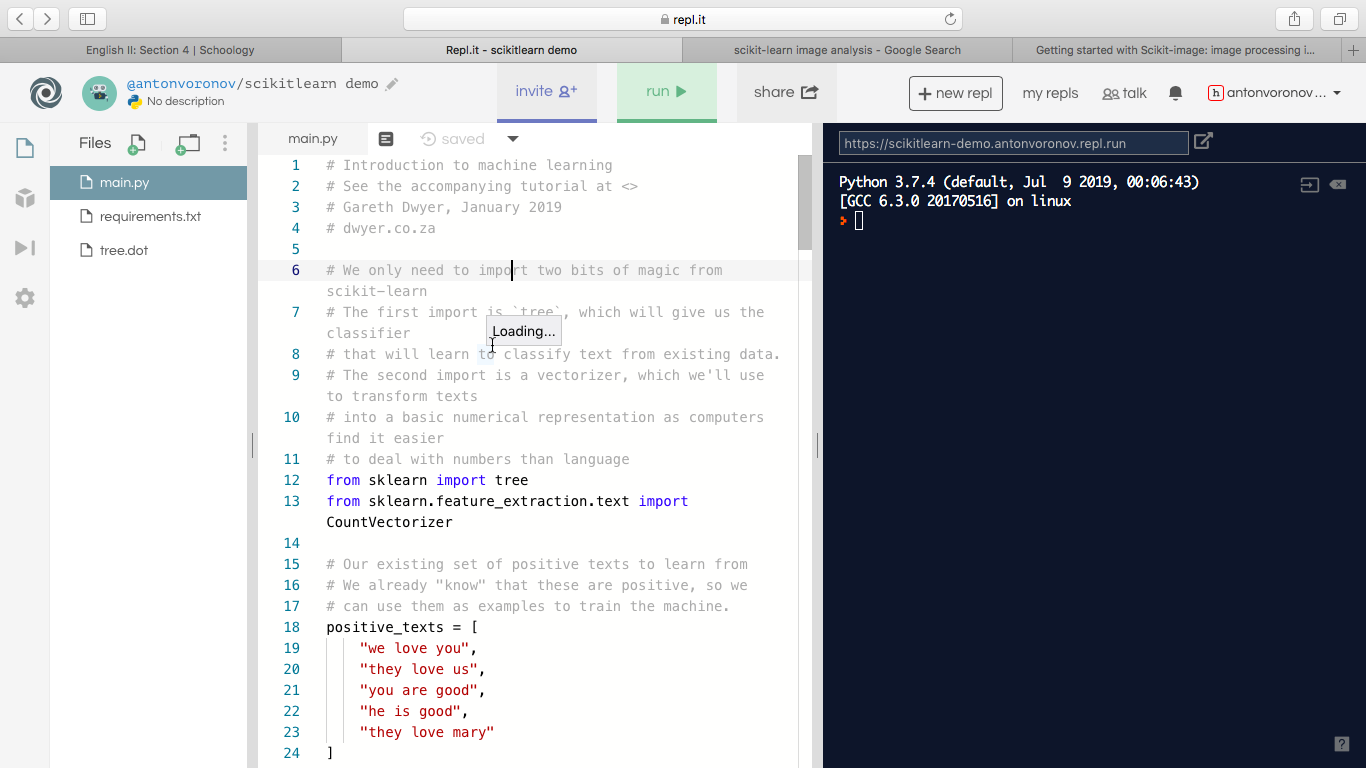 repl.it
English II: Section 4 | Schoology
Repl.it - scikitlearn demo
scikit-learn image analysis - Google Search
Getting started with Scikit-image: image processing i...
@antonvoronov/scikitlearn demo
No description
invite
run
share
+ new repl
my repls
talk
h antonvoronov...
Files
main.py
requirements.txt
tree.dot
main.py
saved
1 # Introduction to machine learning
2 # See the accompanying tutorial at <>
3 # Gareth Dwyer, January 2019
4 # dwyer.co.za
5
6 # We only need to import two bits of magic from
scikit-learn
7 # The first import is `tree`, which will give us the
classifier
Loading...
8 # that will learn to classify text from existing data.
9 # The second import is a vectorizer, which we'll use
to transform texts
10 # into a basic numerical representation as computers
find it easier
11 # to deal with numbers than language
12 from sklearn import tree
13 from sklearn.feature_extraction.text import
CountVectorizer
14
15 # Our existing set of positive texts to learn from
16 # We already "know" that these are positive, so we
17 # can use them as examples to train the machine.
18 positive_texts = [
19 "we love you",
20 "they love us",
21 "you are good",
22 "he is good",
23 "they love mary"
24 ]
https://scikitlearn-demo.antonvoronov.repl.run
Python 3.7.4 (default, Jul  9 2019, 00:06:43)
[GCC 6.3.0 20170516] on linux
?